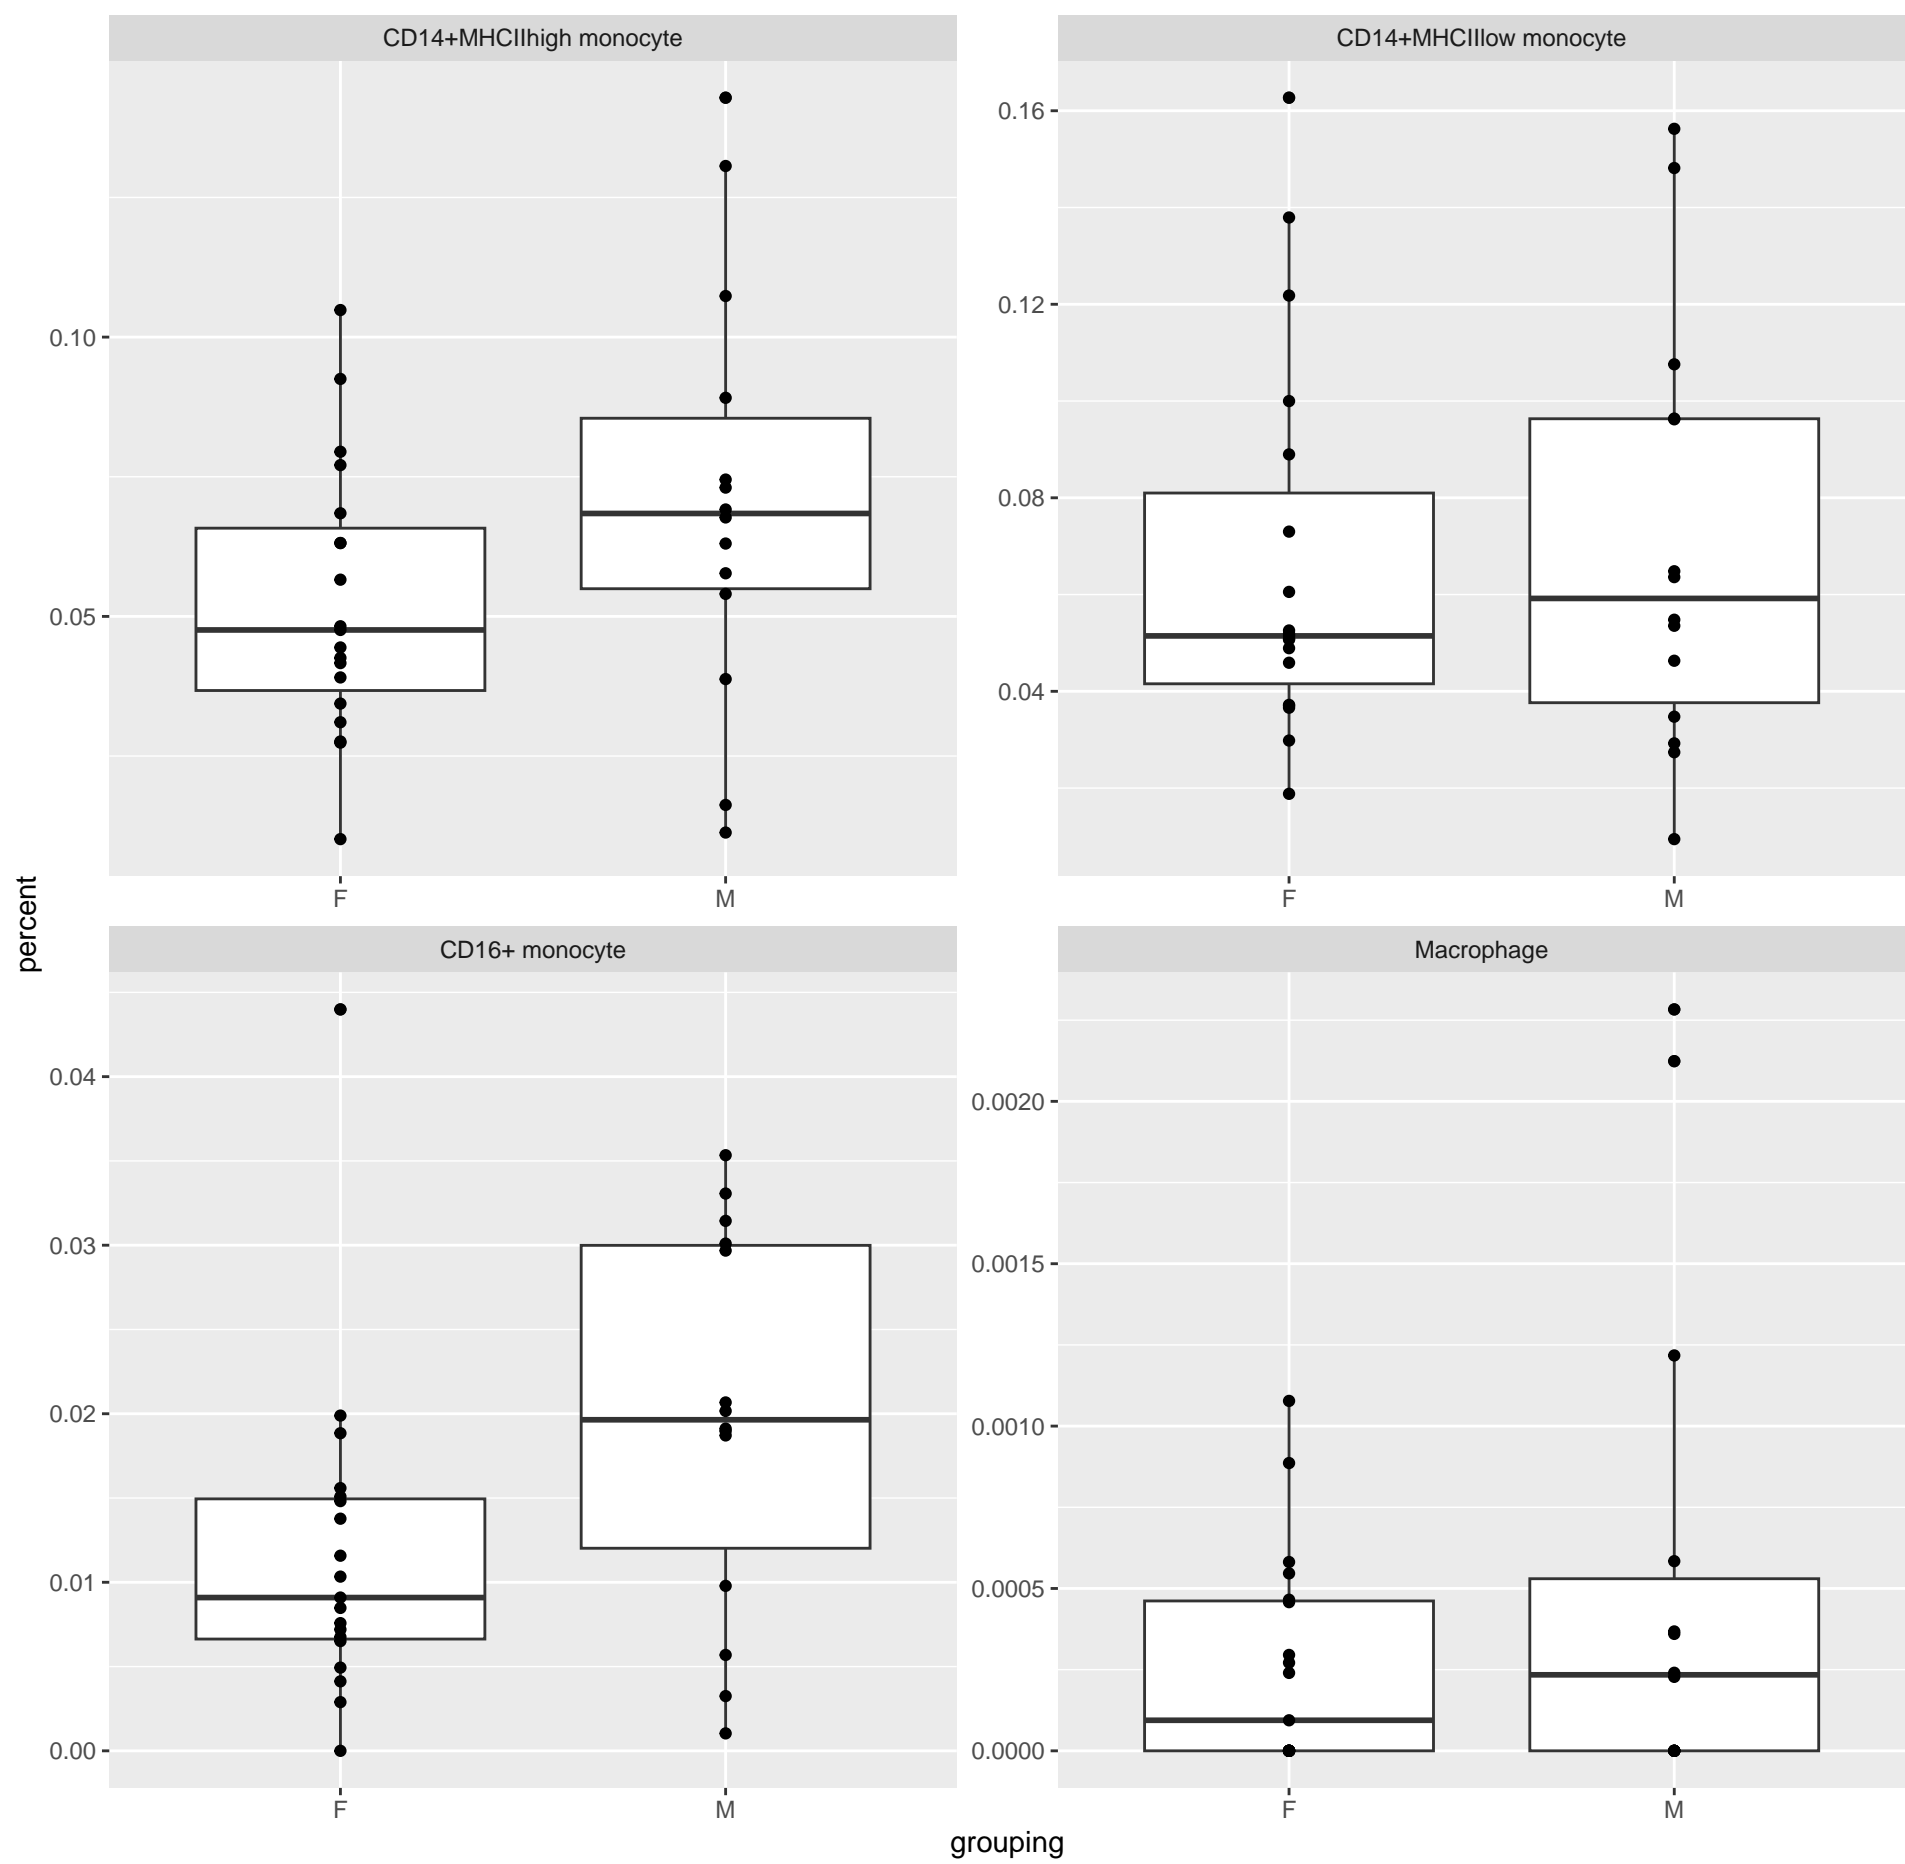 CD14+MHCIIhigh monocyte
CD14+MHCIIlow monocyte
0.10
0.05
F
M
0.16
0.12
0.08
0.04
F
M
percent
CD16+ monocyte
Macrophage
0.04
0.03
0.02
0.01
0.00
F
M
0.0020
0.0015
0.0010
0.0005
0.0000
F
M
grouping